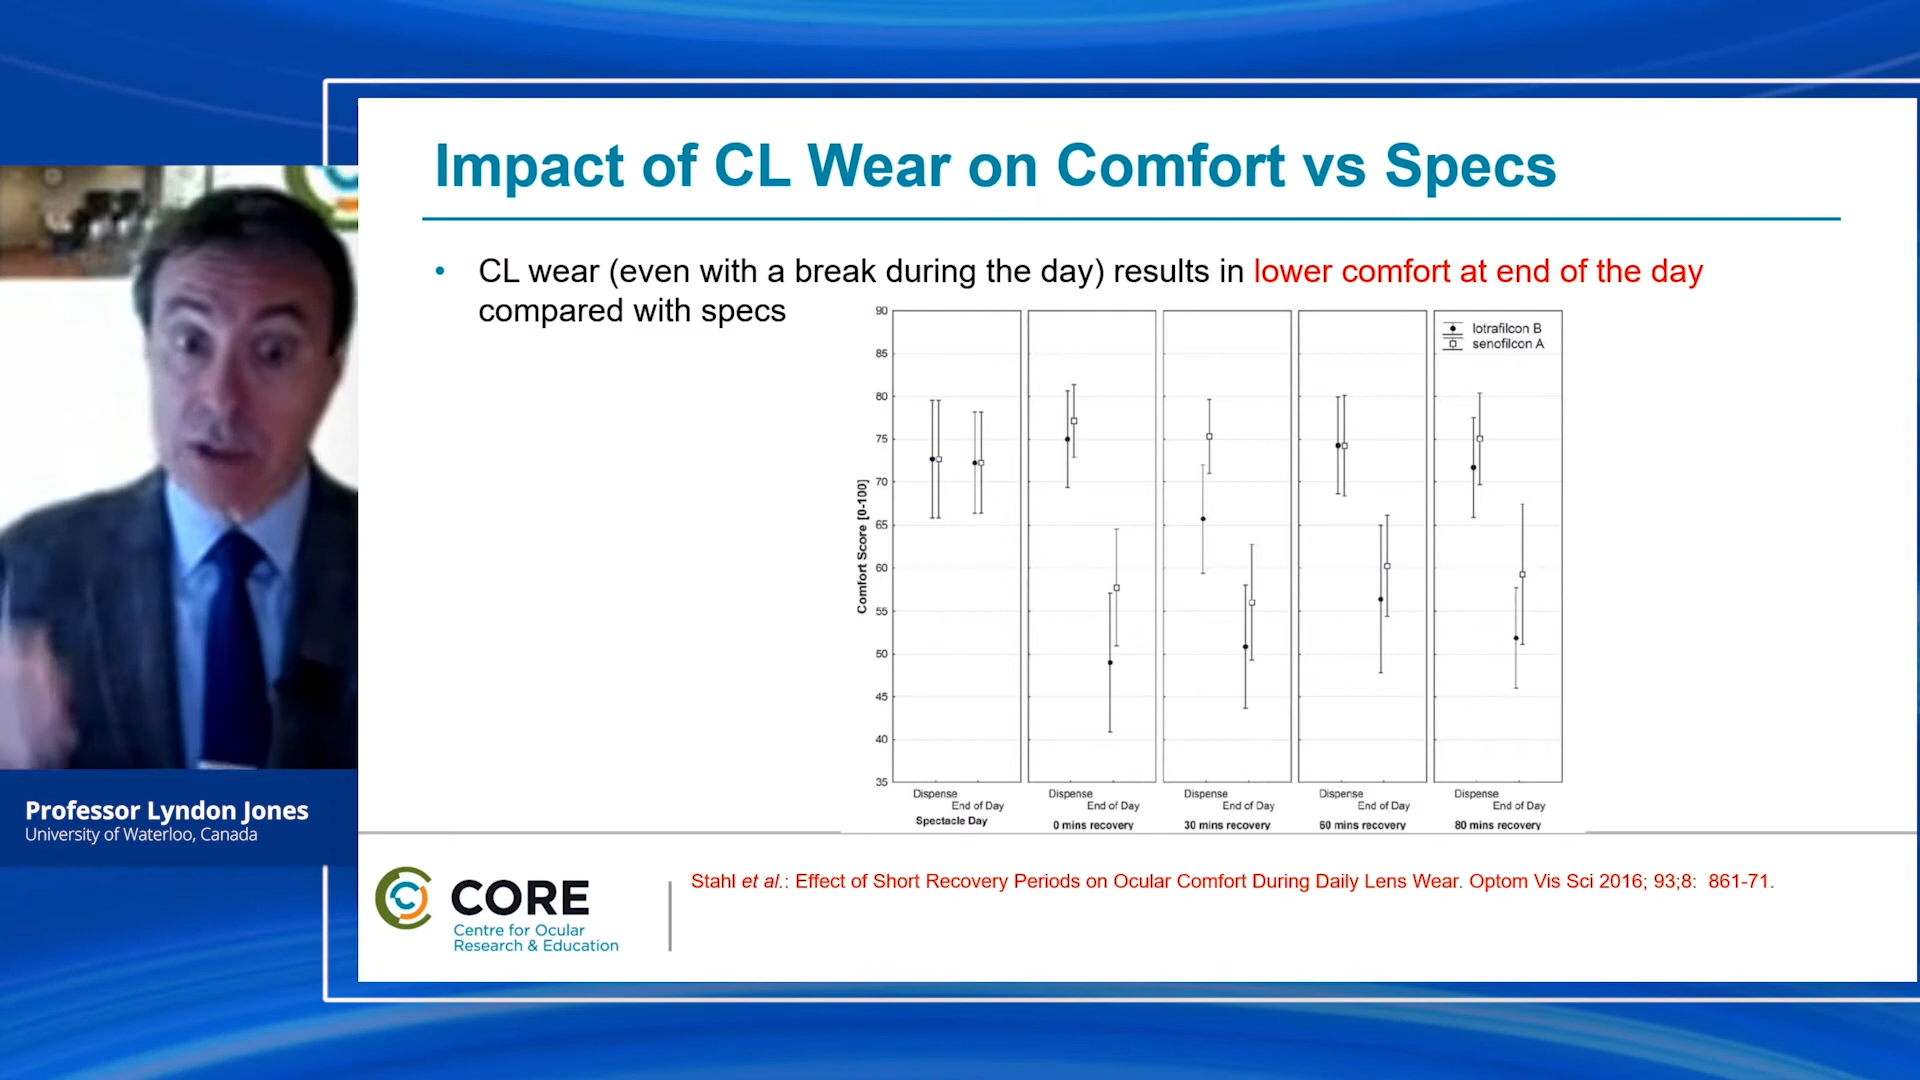 Impact of CL Wear on Comfort vs Specs
• CL wear (even with a break during the day) results in lower comfort at end of the day
compared with specs
lotrafilcon B
senofilcon A
90
85
80
75
70
65
60
55
50
45
40
35
Comfort Score [0-100]
Dispense
End of Day
Spectacle Day
Dispense
End of Day
0 mins recovery
Dispense
End of Day
30 mins recovery
Dispense
End of Day
60 mins recovery
Dispense
End of Day
80 mins recovery
Professor Lyndon Jones
University of Waterloo, Canada
CORE
Centre for Ocular
Research & Education
Stahl et al.: Effect of Short Recovery Periods on Ocular Comfort During Daily Lens Wear. Optom Vis Sci 2016; 93;8: 861-71.